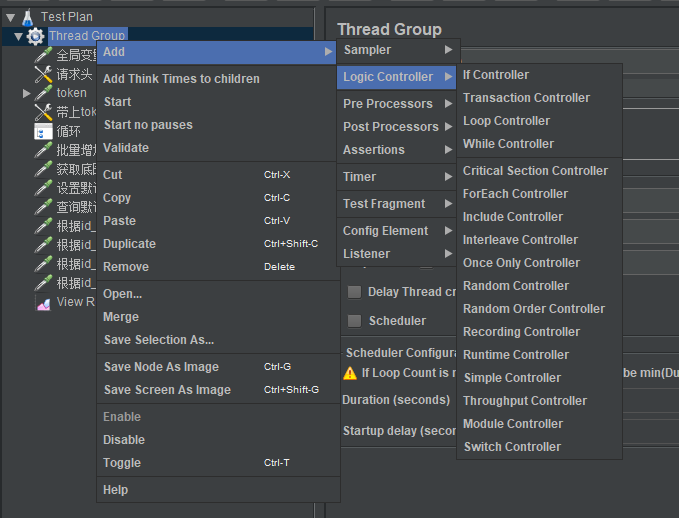 Test Plan
Thread Group
全局变量
请求头
token
带上tok
循环
批量增加
获取底图
设置默认
查询默认
根据id_
根据id_
根据id_
根据id_
View R
Add
Add Think Times to children
Start
Start no pauses
Validate
Cut Ctrl-X
Copy Ctrl-C
Paste Ctrl-V
Duplicate Ctrl+Shift-C
Remove Delete
Open...
Merge
Save Selection As...
Save Node As Image Ctrl-G
Save Screen As Image Ctrl+Shift-G
Enable
Disable
Toggle Ctrl-T
Help
Thread Group
Sampler
Logic Controller
Pre Processors
Post Processors
Assertions
Timer
Test Fragment
Config Element
Listener
If Controller
Transaction Controller
Loop Controller
While Controller
Critical Section Controller
ForEach Controller
Include Controller
Interleave Controller
Once Only Controller
Random Controller
Random Order Controller
Recording Controller
Runtime Controller
Simple Controller
Throughput Controller
Module Controller
Switch Controller
Delay Thread cr
Scheduler
Scheduler Configura
If Loop Count is n be min(Du
Duration (seconds)
Startup delay (secon